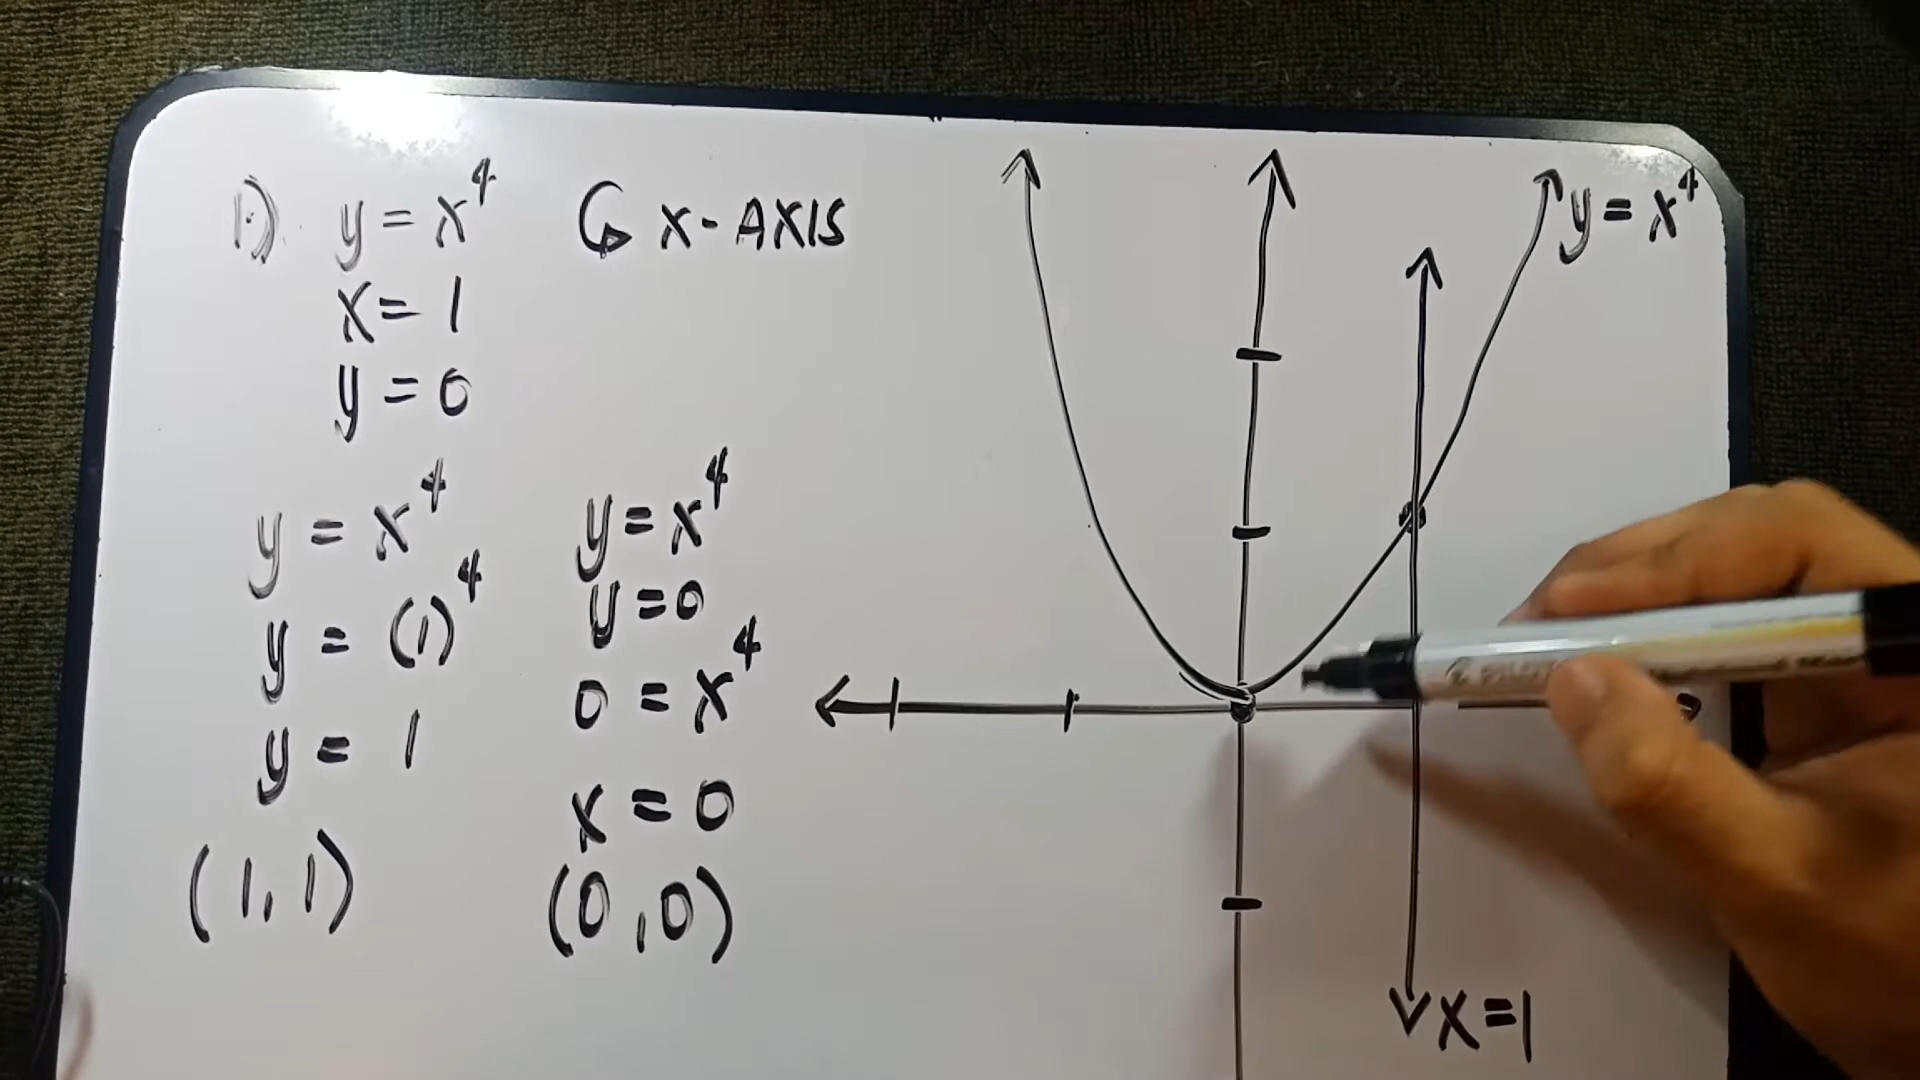 1.) y = x⁴ ↻ X-AXIS
x = 1
y = 0
y = x⁴
y = (1)⁴
y = 1
(1, 1)
y = x⁴
y = 0
0 = x⁴
x = 0
(0, 0)
y = x⁴
x = 1